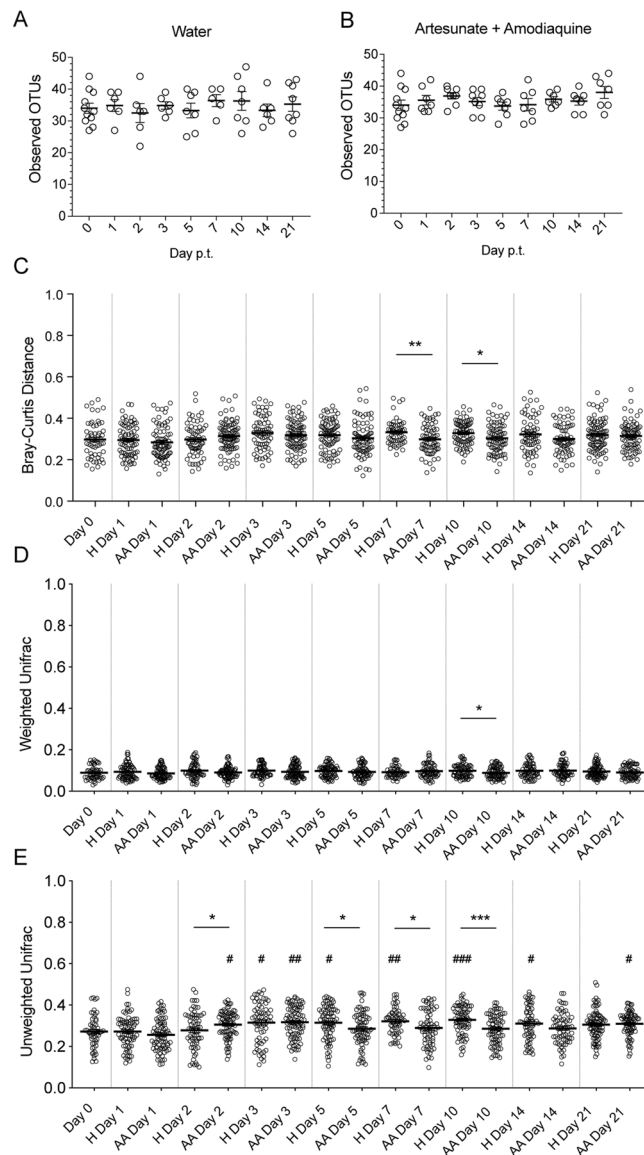 A
Water
Observed OTUs
50
40
30
20
10
0
0 1 2 3 5 7 10 14 21
Day p.t.
B
Artesunate + Amodiaquine
Observed OTUs
50
40
30
20
10
0
0 1 2 3 5 7 10 14 21
Day p.t.
C
Bray-Curtis Distance
1.0
0.8
0.6
0.4
0.2
0.0
** *
Day 0 H Day 1 AA Day 1 H Day 2 AA Day 2 H Day 3 AA Day 3 H Day 5 AA Day 5 H Day 7 AA Day 7 H Day 10 AA Day 10 H Day 14 AA Day 14 H Day 21 AA Day 21
D
Weighted Unifrac
1.0
0.8
0.6
0.4
0.2
0.0
*
Day 0 H Day 1 AA Day 1 H Day 2 AA Day 2 H Day 3 AA Day 3 H Day 5 AA Day 5 H Day 7 AA Day 7 H Day 10 AA Day 10 H Day 14 AA Day 14 H Day 21 AA Day 21
E
Unweighted Unifrac
1.0
0.8
0.6
0.4
0.2
0.0
* * * ***
# # ## # ## ### # #
Day 0 H Day 1 AA Day 1 H Day 2 AA Day 2 H Day 3 AA Day 3 H Day 5 AA Day 5 H Day 7 AA Day 7 H Day 10 AA Day 10 H Day 14 AA Day 14 H Day 21 AA Day 21